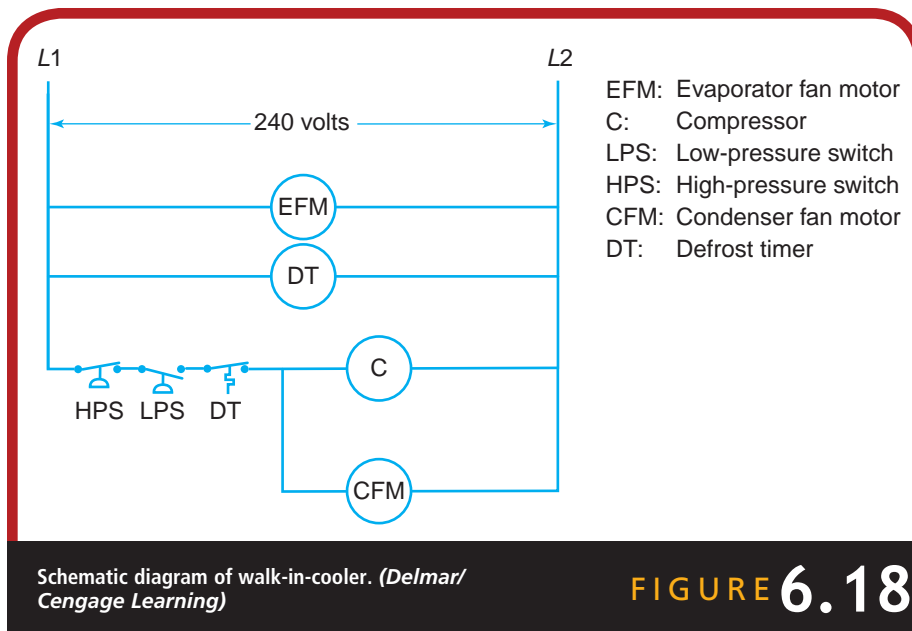 L1
L2
240 volts
EFM
DT
HPS LPS DT
C
CFM
EFM: Evaporator fan motor
C: Compressor
LPS: Low-pressure switch
HPS: High-pressure switch
CFM: Condenser fan motor
DT: Defrost timer
Schematic diagram of walk-in-cooler. (Delmar/
Cengage Learning)
FIGURE 6.18